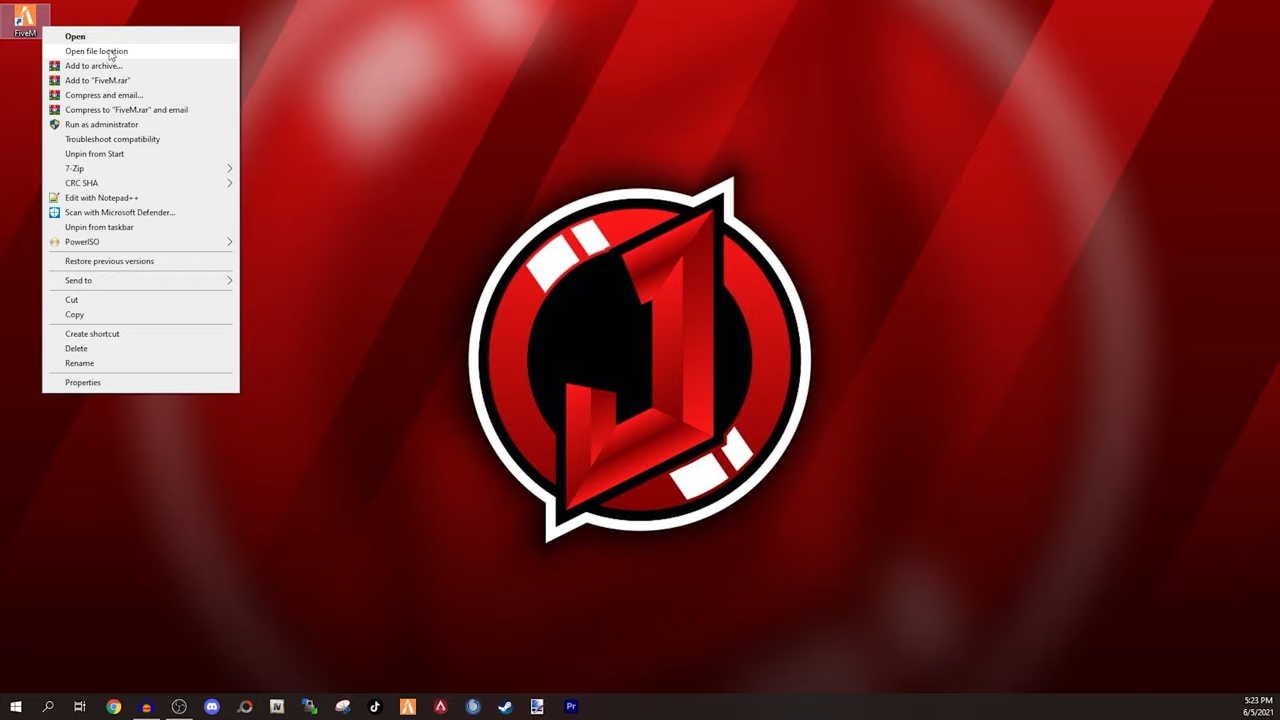 FiveM
Open
Open file location
Add to archive...
Add to "FiveM.rar"
Compress and email...
Compress to "FiveM.rar" and email
Run as administrator
Troubleshoot compatibility
Unpin from Start
7-Zip
CRC SHA
Edit with Notepad++
Scan with Microsoft Defender...
Unpin from taskbar
PowerISO
Restore previous versions
Send to
Cut
Copy
Create shortcut
Delete
Rename
Properties
J
IV
Pr
5:23 PM
6/5/2021